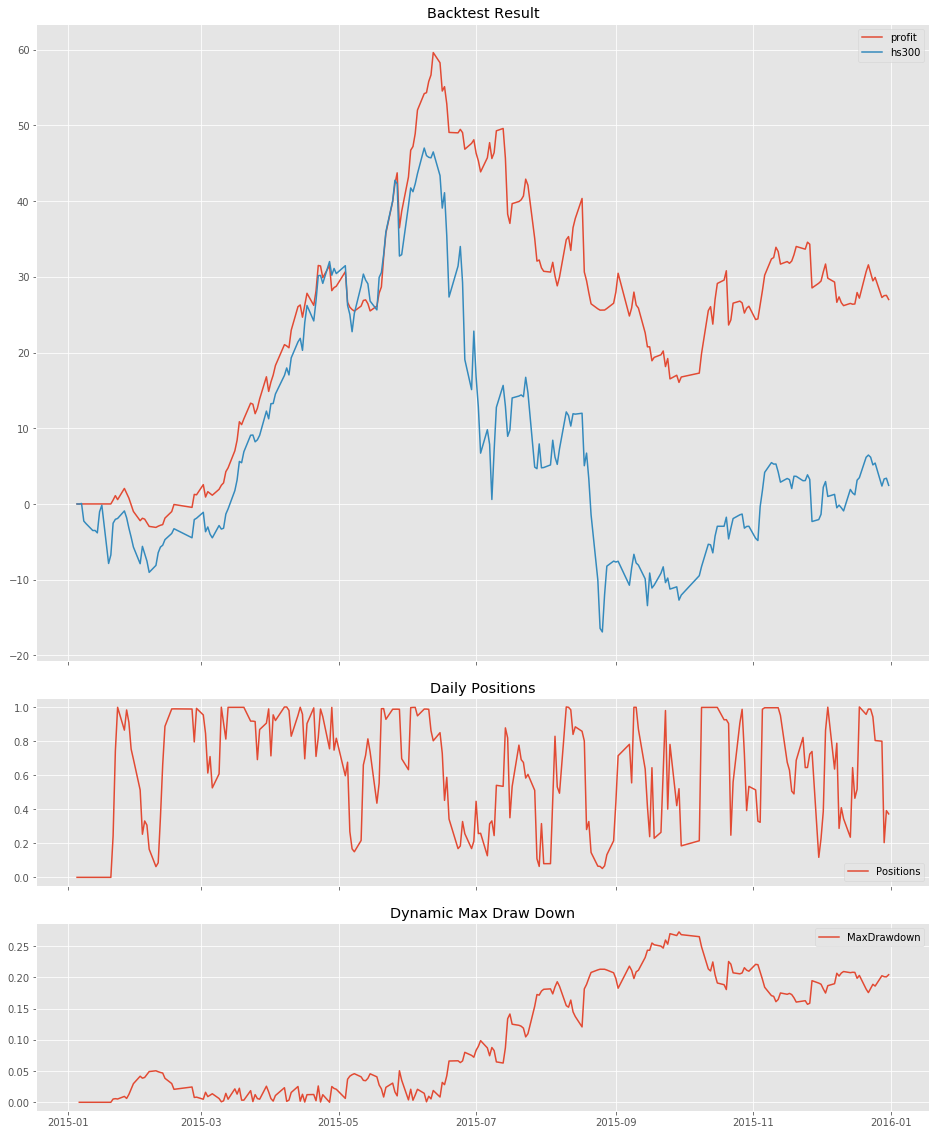 Backtest Result
profit
hs300
60
50
40
30
20
10
0
−10
−20
Daily Positions
1.0
0.8
0.6
0.4
0.2
0.0
Positions
Dynamic Max Draw Down
MaxDrawdown
0.25
0.20
0.15
0.10
0.05
0.00
2015-01 2015-03 2015-05 2015-07 2015-09 2015-11 2016-01